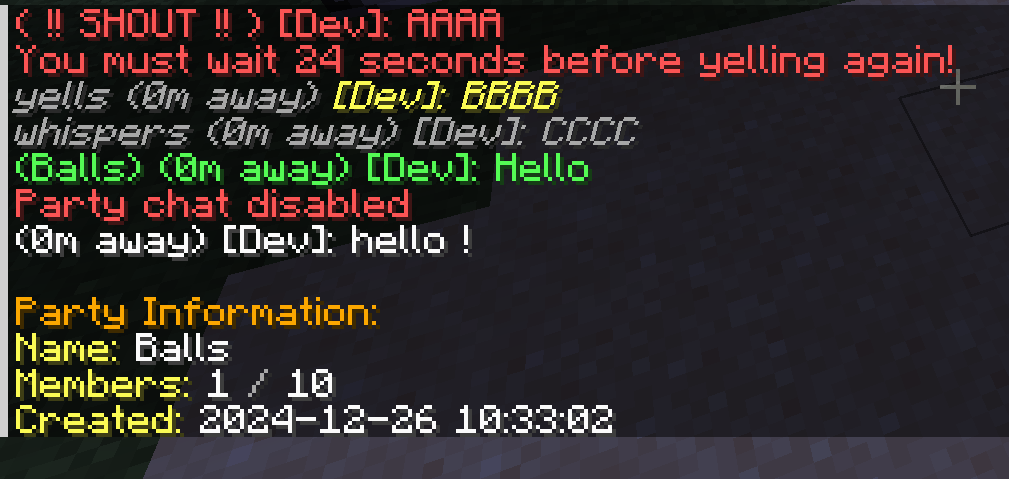 ( !! SHOUT !! ) [Dev]: AAAA
You must wait 24 seconds before yelling again!
yells (0m away) [Dev]: BBBB
whispers (0m away) [Dev]: CCCC
(Balls) (0m away) [Dev]: Hello
Party chat disabled
(0m away) [Dev]: hello !
Party Information:
Name: Balls
Members: 1 / 10
Created: 2024-12-26 10:33:02